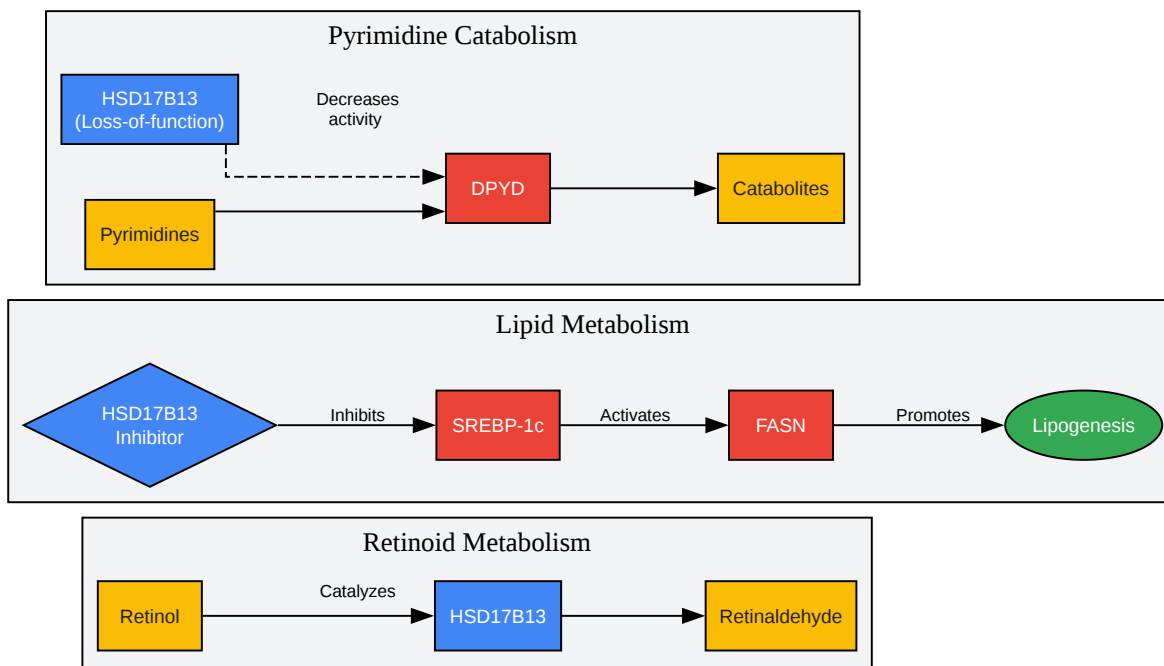 Pyrimidine Catabolism
HSD17B13
(Loss-of-function)
Decreases
activity
DPYD
Catabolites
Pyrimidines
Lipid Metabolism
HSD17B13
Inhibitor
Inhibits
SREBP-1c
Activates
FASN
Promotes
Lipogenesis
Retinoid Metabolism
Retinol
Catalyzes
HSD17B13
Retinaldehyde